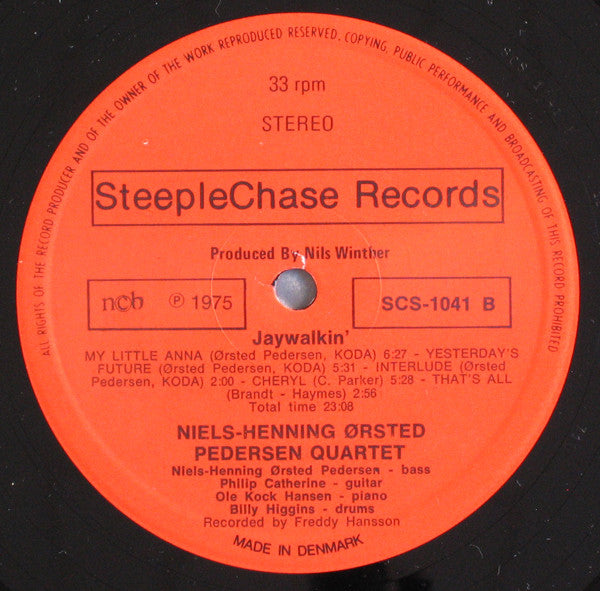 ALL RIGHTS OF THE RECORD PRODUCER AND OF THE OWNER OF THE WORK REPRODUCED RESERVED. COPYING, PUBLIC PERFORMANCE AND BROADCASTING OF THIS RECORD PROHIBITED
33 rpm
STEREO
SteepleChase Records
Produced By Nils Winther
ncb ℗ 1975
SCS-1041 B
Jaywalkin'
MY LITTLE ANNA (Ørsted Pedersen, KODA) 6:27 - YESTERDAY'S
FUTURE (Ørsted Pedersen, KODA) 5:31 - INTERLUDE (Ørsted
Pedersen, KODA) 2:00 - CHERYL (C. Parker) 5:28 - THAT'S ALL
(Brandt - Haymes) 2:56
Total time 23:08
NIELS-HENNING ØRSTED
PEDERSEN QUARTET
Niels-Henning Ørsted Pedersen - bass
Philip Catherine - guitar
Ole Kock Hansen - piano
Billy Higgins - drums
Recorded by Freddy Hansson
MADE IN DENMARK